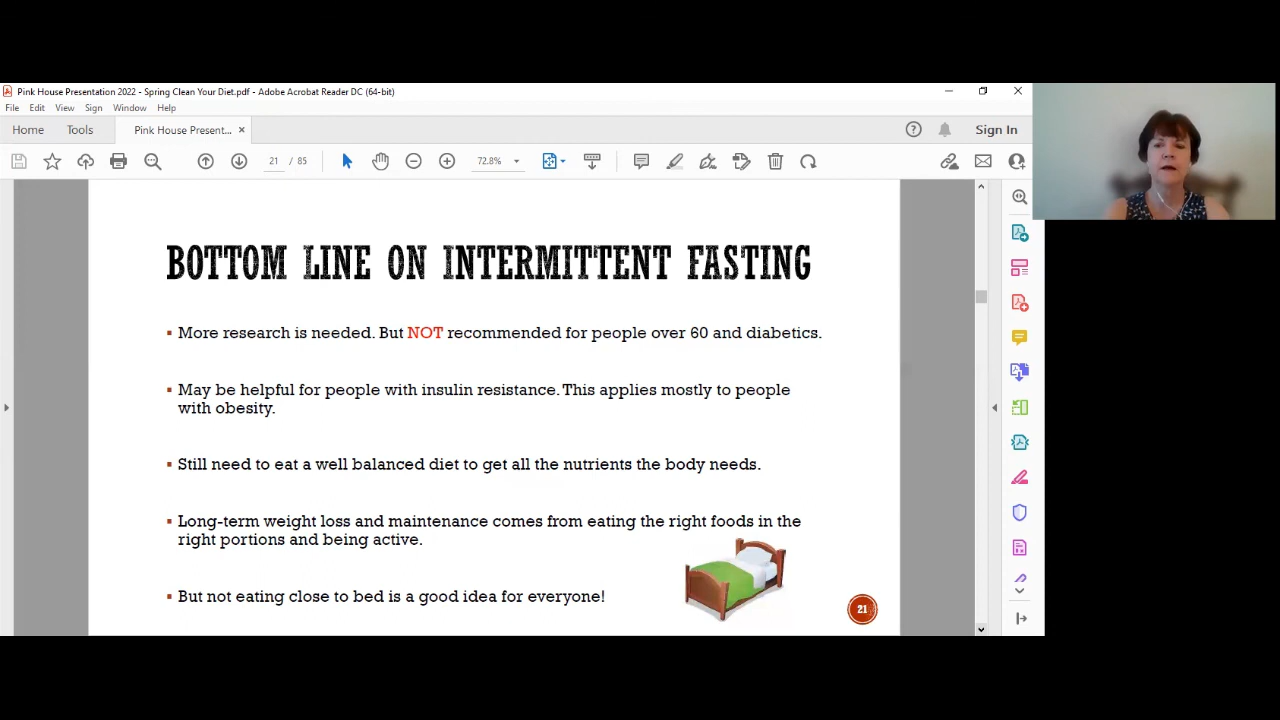 Pink House Presentation 2022 - Spring Clean Your Diet.pdf - Adobe Acrobat Reader DC (64-bit)
File Edit View Sign Window Help
Home Tools Pink House Present... Sign In
21 / 85 72.8%
BOTTOM LINE ON INTERMITTENT FASTING
More research is needed. But NOT recommended for people over 60 and diabetics.
May be helpful for people with insulin resistance. This applies mostly to people
with obesity.
Still need to eat a well balanced diet to get all the nutrients the body needs.
Long-term weight loss and maintenance comes from eating the right foods in the
right portions and being active.
But not eating close to bed is a good idea for everyone!
21